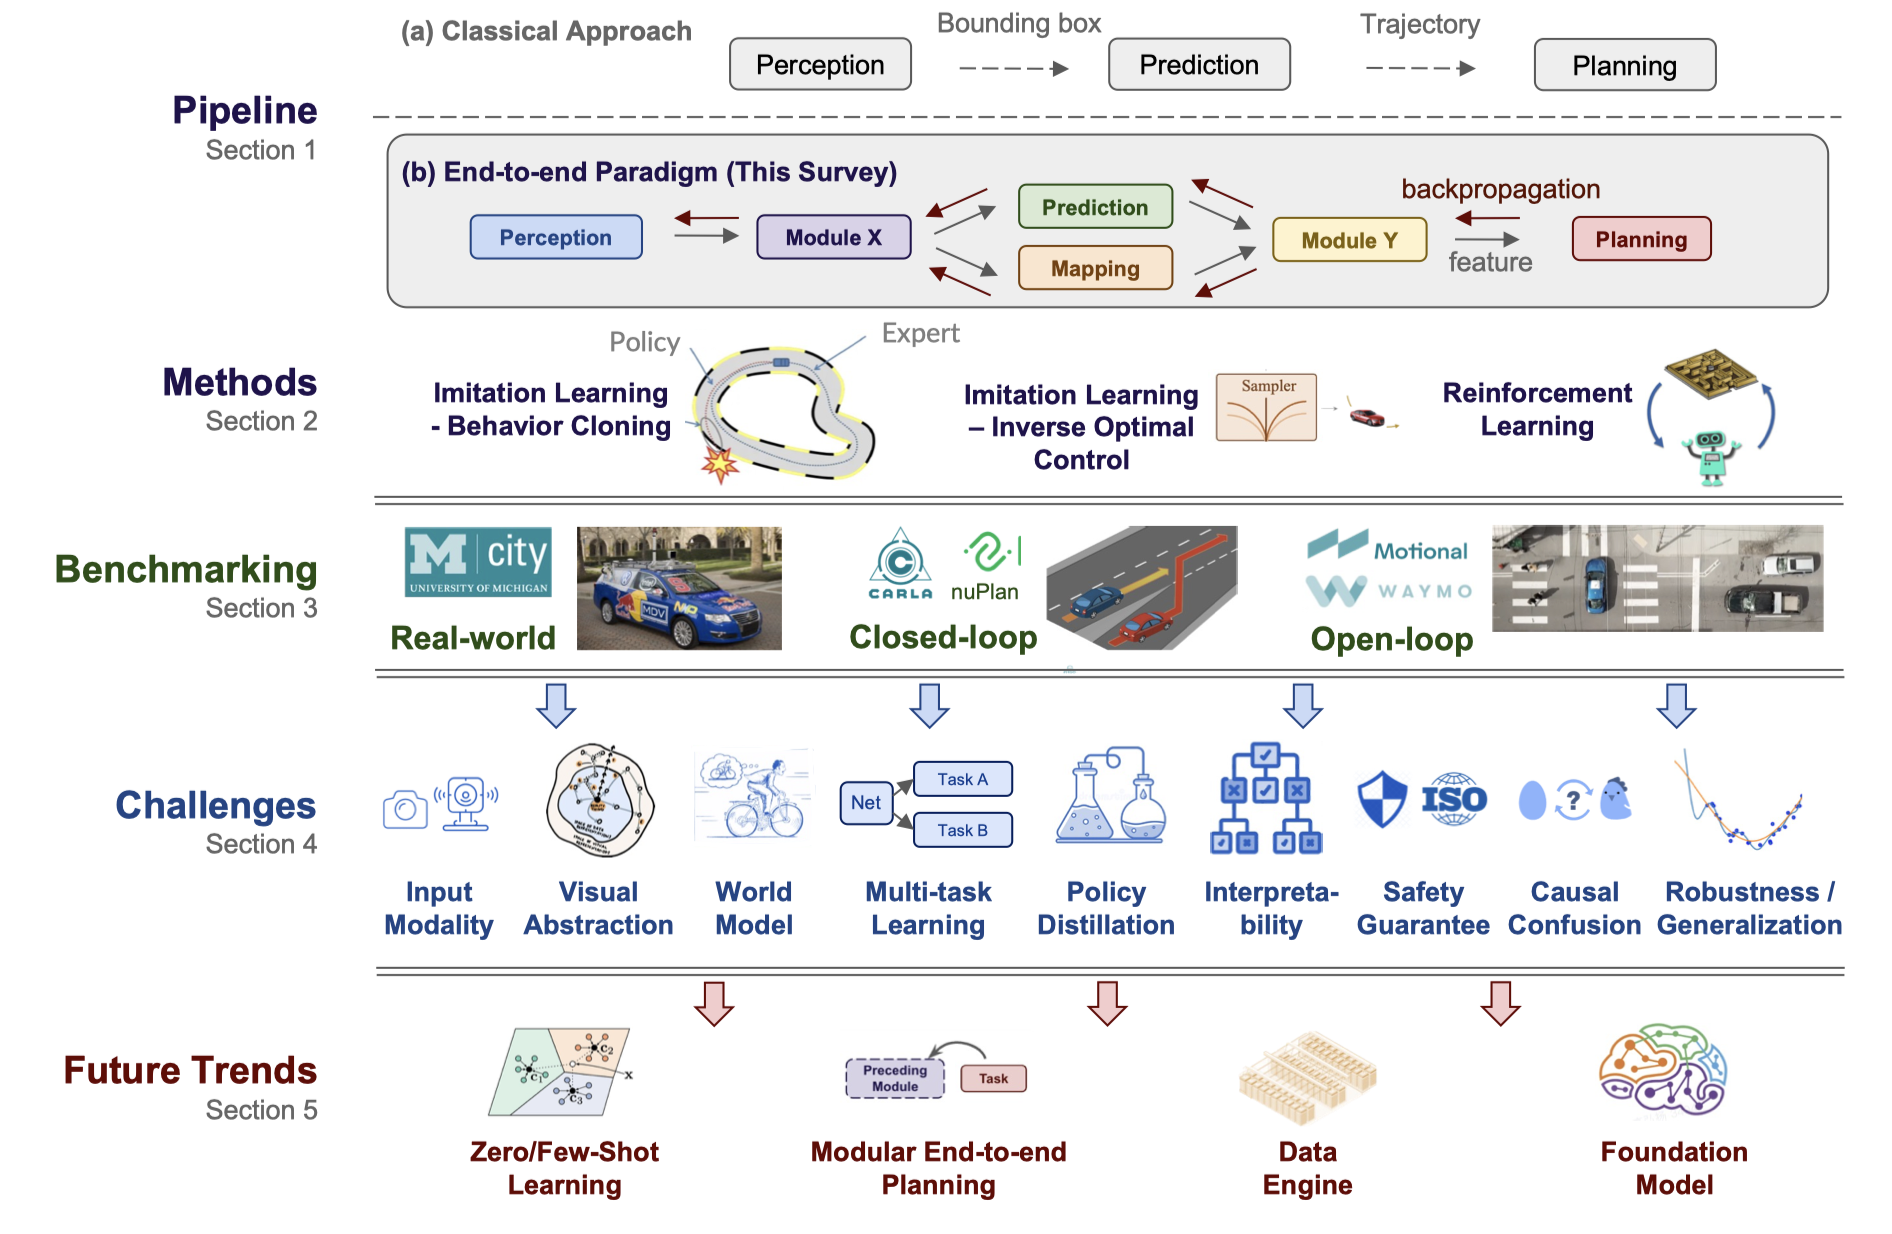 (a) Classical Approach
Bounding box
Trajectory
Perception
Prediction
Planning
Pipeline
Section 1
(b) End-to-end Paradigm (This Survey)
backpropagation
Perception
Module X
Prediction
Mapping
Module Y
Planning
feature
Methods
Section 2
Policy
Expert
Imitation Learning
- Behavior Cloning
Imitation Learning
– Inverse Optimal
Control
Sampler
Reinforcement
Learning
Benchmarking
Section 3
M city
UNIVERSITY OF MICHIGAN
MDV
Real-world
CARLA
nuPlan
Closed-loop
Motional
WAYMO
Open-loop
Challenges
Section 4
Net
Task A
Task B
ISO
?
Input
Modality
Visual
Abstraction
World
Model
Multi-task
Learning
Policy
Distillation
Interpreta-
bility
Safety
Guarantee
Causal
Confusion
Robustness /
Generalization
Future Trends
Section 5
c1
c2
c3
x
Preceding
Module
Task
Zero/Few-Shot
Learning
Modular End-to-end
Planning
Data
Engine
Foundation
Model